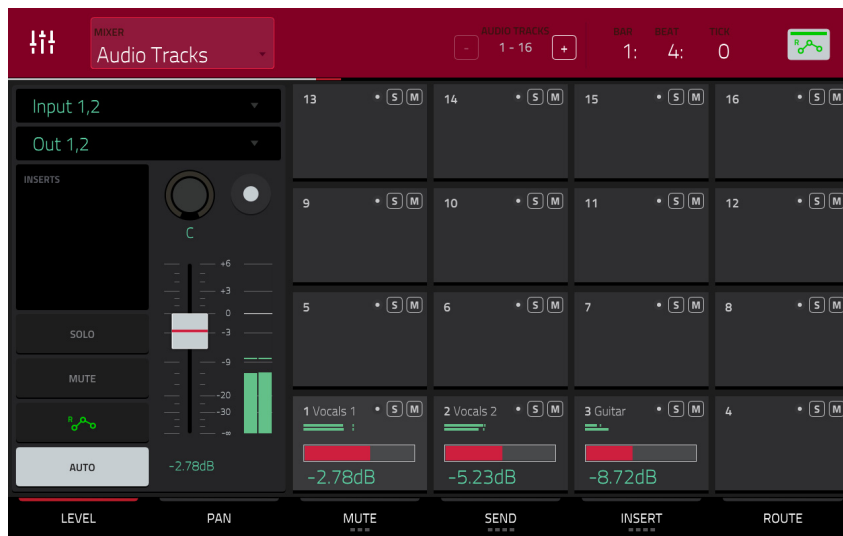 MIXER
Audio Tracks
AUDIO TRACKS
- 1 - 16 +
BAR BEAT TICK
1: 4: 0
R
Input 1,2
Out 1,2
INSERTS
C
+6
+3
0
-3
-9
-20
-30
-∞
SOLO
MUTE
R
AUTO
-2.78dB
13 S M
14 S M
15 S M
16 S M
9 S M
10 S M
11 S M
12 S M
5 S M
6 S M
7 S M
8 S M
1 Vocals 1 S M
-2.78dB
2 Vocals 2 S M
-5.23dB
3 Guitar S M
-8.72dB
4 S M
LEVEL PAN MUTE SEND INSERT ROUTE